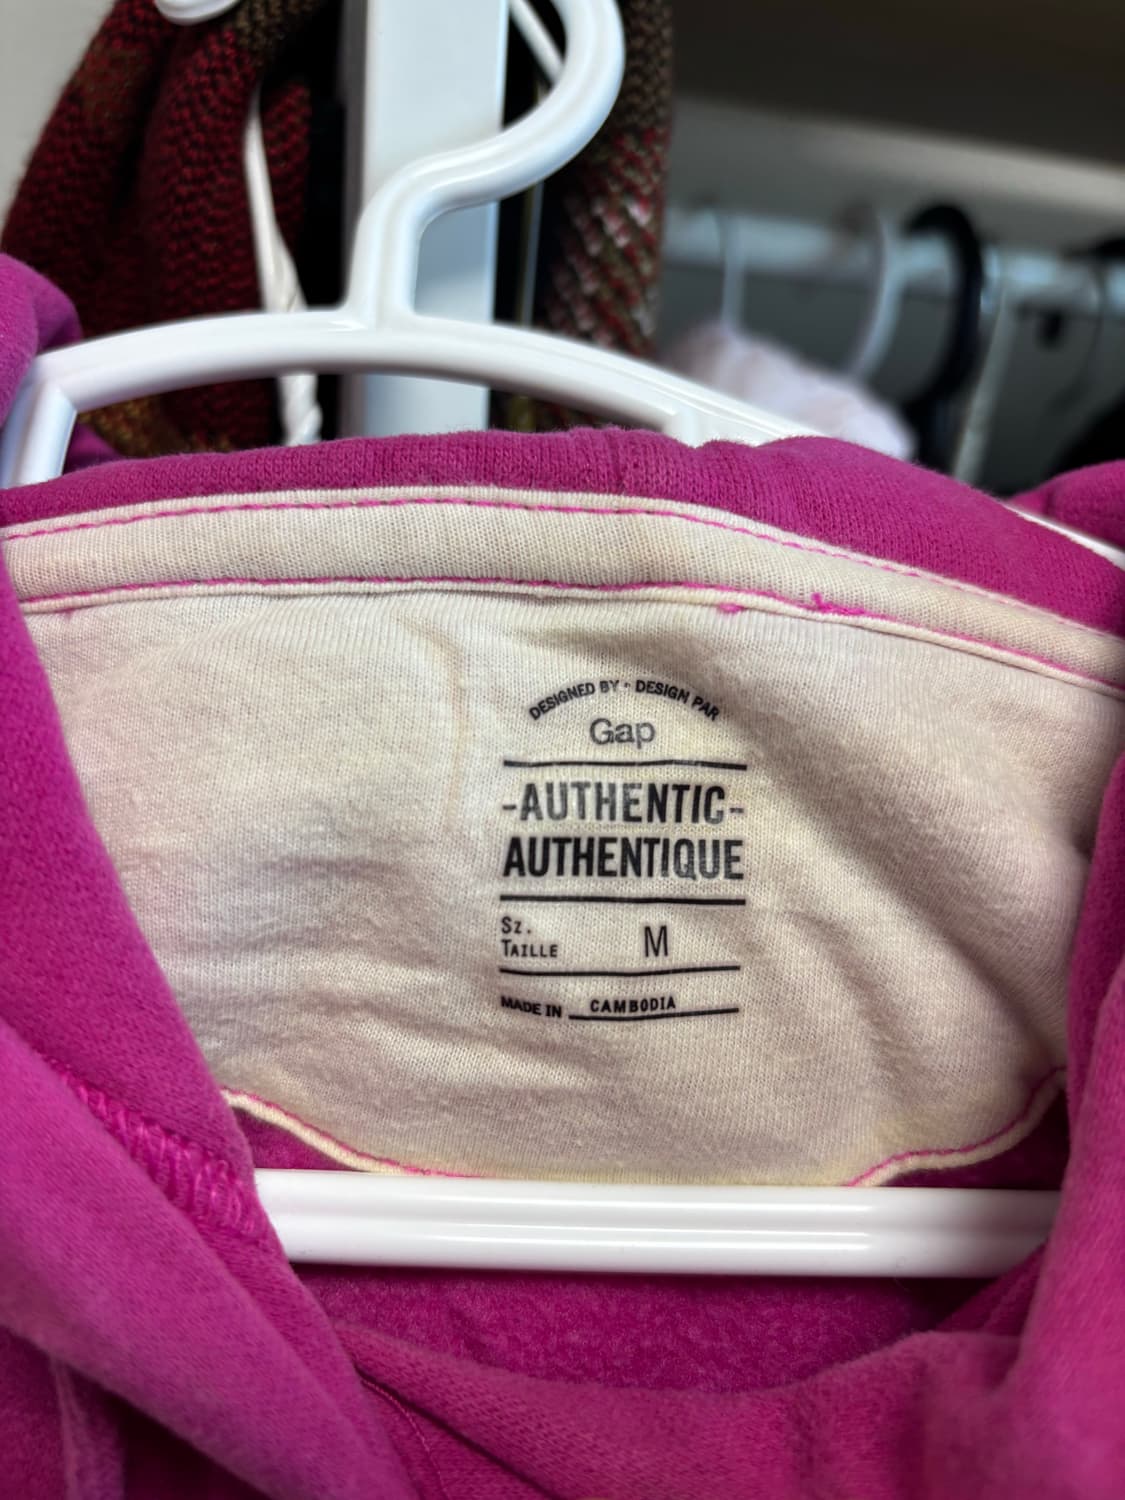 DESIGNED BY · DESIGN PAR
Gap
-AUTHENTIC-
AUTHENTIQUE
Sz.
TAILLE M
MADE IN CAMBODIA